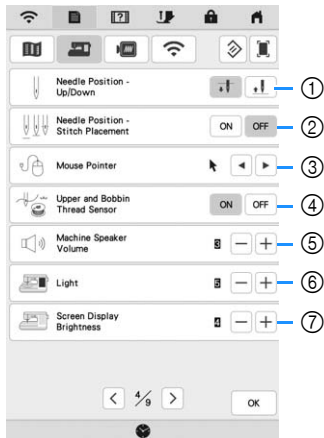 Needle Position -
Up/Down
①
Needle Position -
Stitch Placement
ON OFF
②
Mouse Pointer
③
Upper and Bobbin
Thread Sensor
ON OFF
④
Machine Speaker
Volume
3 − +
⑤
Light
5 − +
⑥
Screen Display
Brightness
4 − +
⑦
< 4/9 >
OK